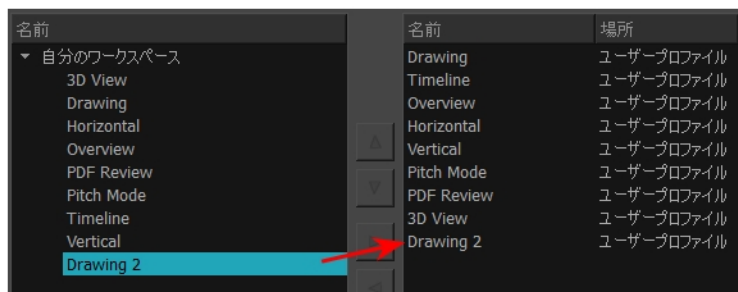 名前
自分のワークスペース
3D View
Drawing
Horizontal
Overview
PDF Review
Pitch Mode
Timeline
Vertical
Drawing 2
名前 場所
Drawing ユーザープロファイル
Timeline ユーザープロファイル
Overview ユーザープロファイル
Horizontal ユーザープロファイル
Vertical ユーザープロファイル
Pitch Mode ユーザープロファイル
PDF Review ユーザープロファイル
3D View ユーザープロファイル
Drawing 2 ユーザープロファイル